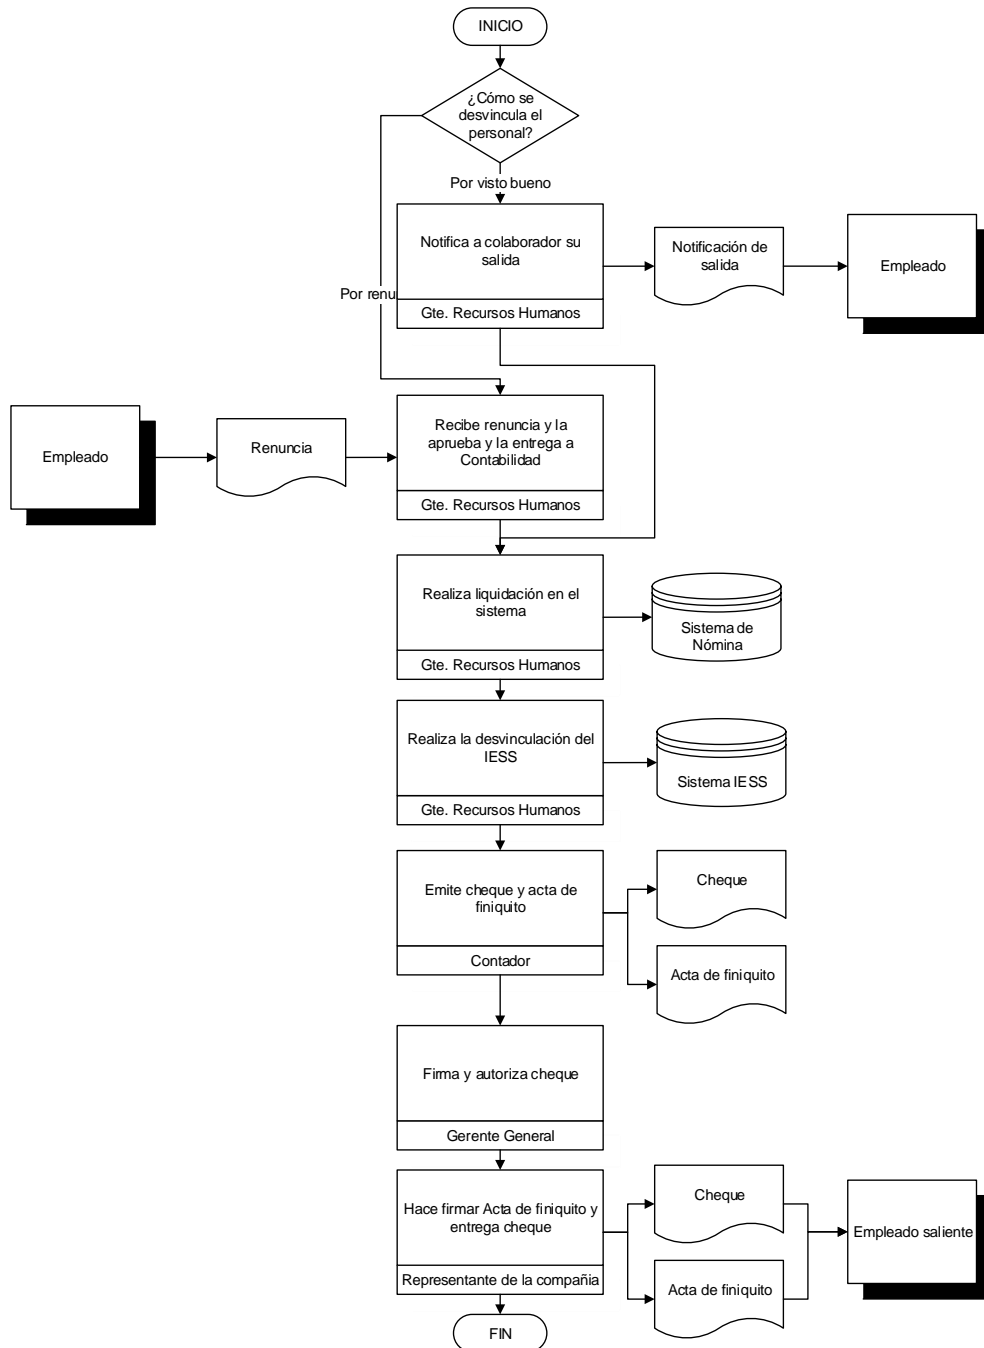 INICIO
¿Cómo se
desvincula el
personal?
Por visto bueno
Notifica a colaborador su
salida
Gte. Recursos Humanos
Notificación de
salida
Empleado
Por renu
Empleado
Renuncia
Recibe renuncia y la
aprueba y la entrega a
Contabilidad
Gte. Recursos Humanos
Realiza liquidación en el
sistema
Gte. Recursos Humanos
Sistema de
Nómina
Realiza la desvinculación del
IESS
Gte. Recursos Humanos
Sistema IESS
Emite cheque y acta de
finiquito
Contador
Cheque
Acta de finiquito
Firma y autoriza cheque
Gerente General
Hace firmar Acta de finiquito y
entrega cheque
Representante de la compañia
Cheque
Acta de finiquito
Empleado saliente
FIN